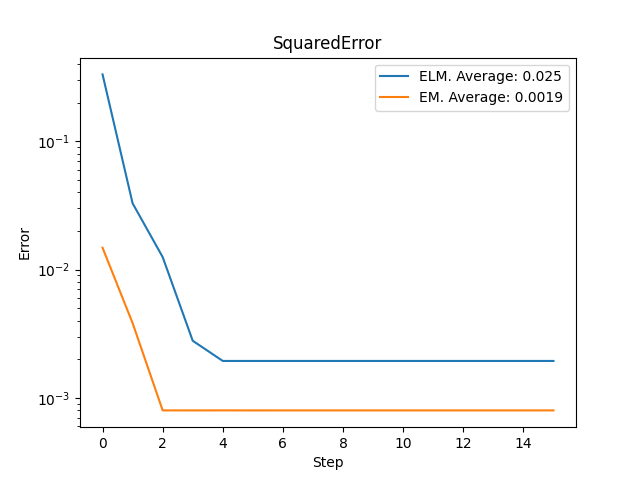 SquaredError
ELM. Average: 0.025
EM. Average: 0.0019
10⁻¹
10⁻²
10⁻³
Error
0 2 4 6 8 10 12 14
Step